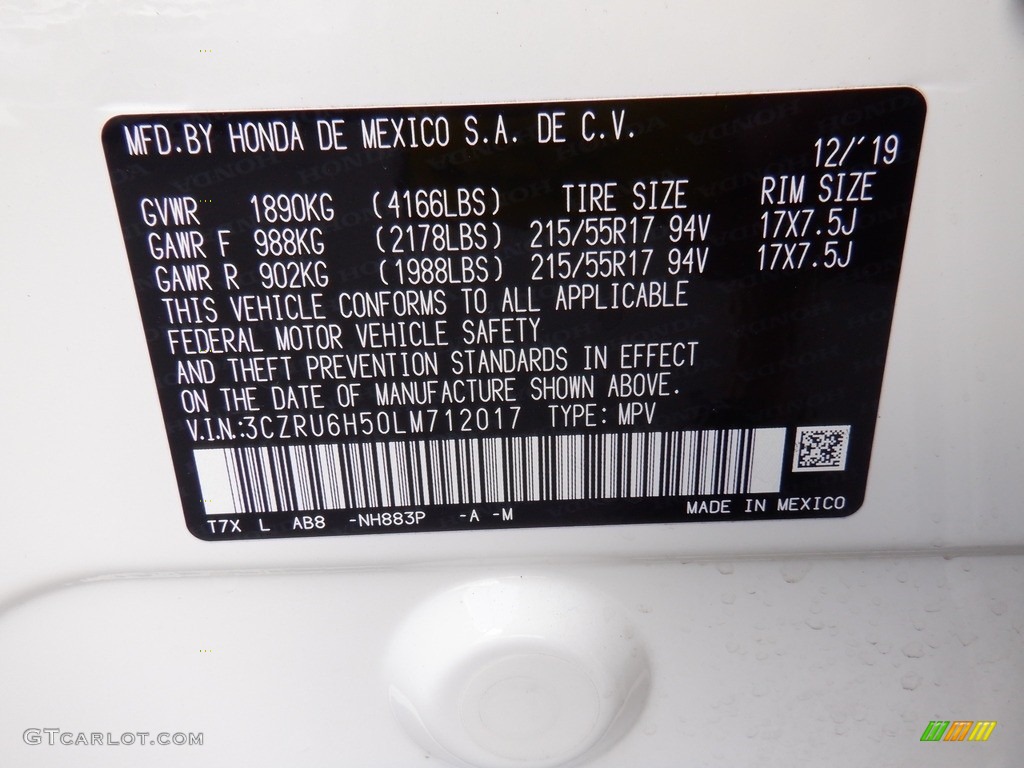 MFD.BY HONDA DE MEXICO S.A. DE C.V.
12/'19
GVWR 1890KG (4166LBS) TIRE SIZE RIM SIZE
GAWR F 988KG (2178LBS) 215/55R17 94V 17X7.5J
GAWR R 902KG (1988LBS) 215/55R17 94V 17X7.5J
THIS VEHICLE CONFORMS TO ALL APPLICABLE
FEDERAL MOTOR VEHICLE SAFETY
AND THEFT PREVENTION STANDARDS IN EFFECT
ON THE DATE OF MANUFACTURE SHOWN ABOVE.
V.I.N.:3CZRU6H50LM712017 TYPE: MPV
T7X L AB8 -NH883P -A -M MADE IN MEXICO
GTCARLOT.COM